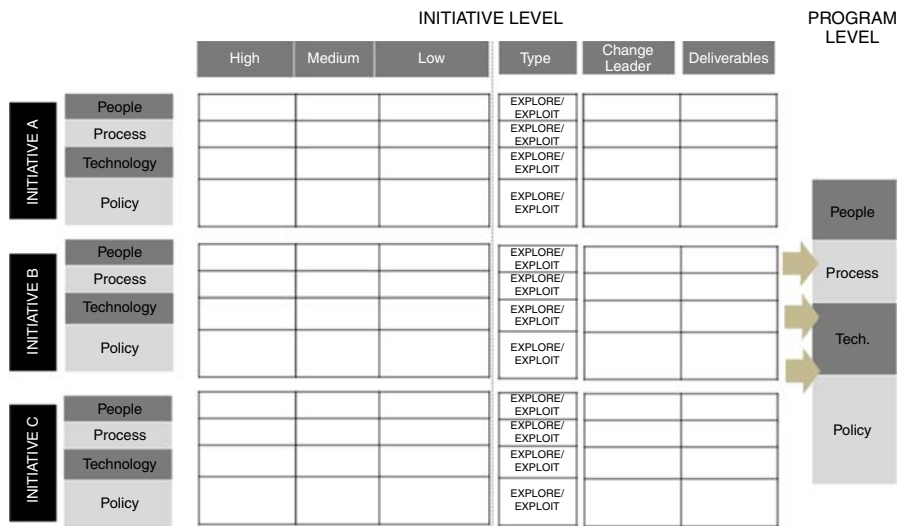 INITIATIVE LEVEL
PROGRAM
LEVEL
High
Medium
Low
Type
Change
Leader
Deliverables
INITIATIVE A
People
EXPLORE/
EXPLOIT
Process
EXPLORE/
EXPLOIT
Technology
EXPLORE/
EXPLOIT
Policy
EXPLORE/
EXPLOIT
INITIATIVE B
People
EXPLORE/
EXPLOIT
Process
EXPLORE/
EXPLOIT
Technology
EXPLORE/
EXPLOIT
Policy
EXPLORE/
EXPLOIT
INITIATIVE C
People
EXPLORE/
EXPLOIT
Process
EXPLORE/
EXPLOIT
Technology
EXPLORE/
EXPLOIT
Policy
EXPLORE/
EXPLOIT
People
Process
Tech.
Policy